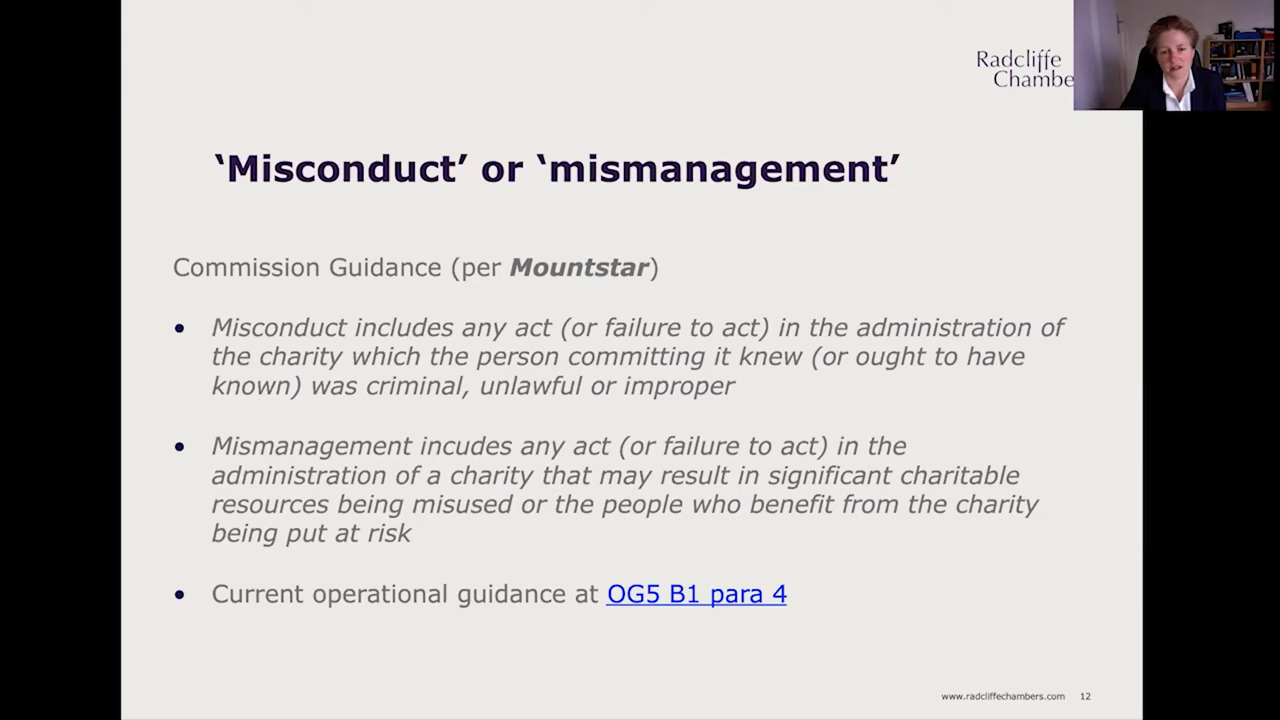 Radcliffe
Chambe
‘Misconduct’ or ‘mismanagement’
Commission Guidance (per Mountstar)
• Misconduct includes any act (or failure to act) in the administration of
the charity which the person committing it knew (or ought to have
known) was criminal, unlawful or improper
• Mismanagement incudes any act (or failure to act) in the
administration of a charity that may result in significant charitable
resources being misused or the people who benefit from the charity
being put at risk
• Current operational guidance at OG5 B1 para 4
www.radcliffechambers.com 12